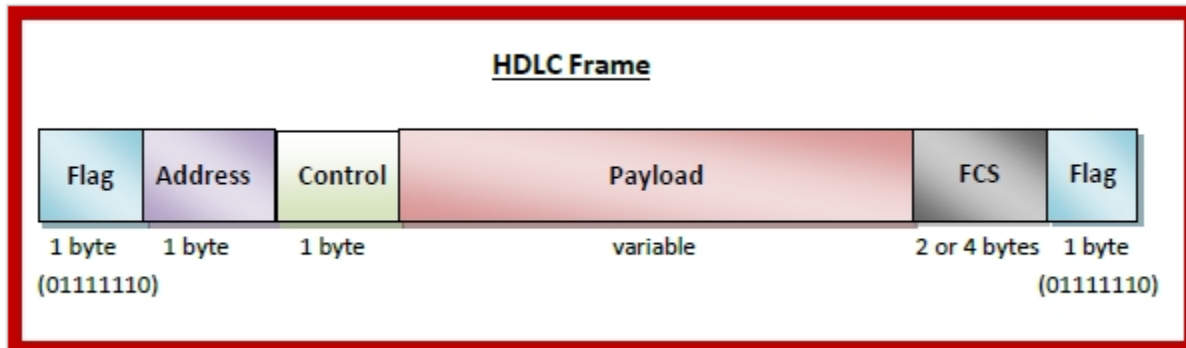 HDLC Frame
Flag Address Control Payload FCS Flag
1 byte 1 byte 1 byte variable 2 or 4 bytes 1 byte
(01111110) (01111110)